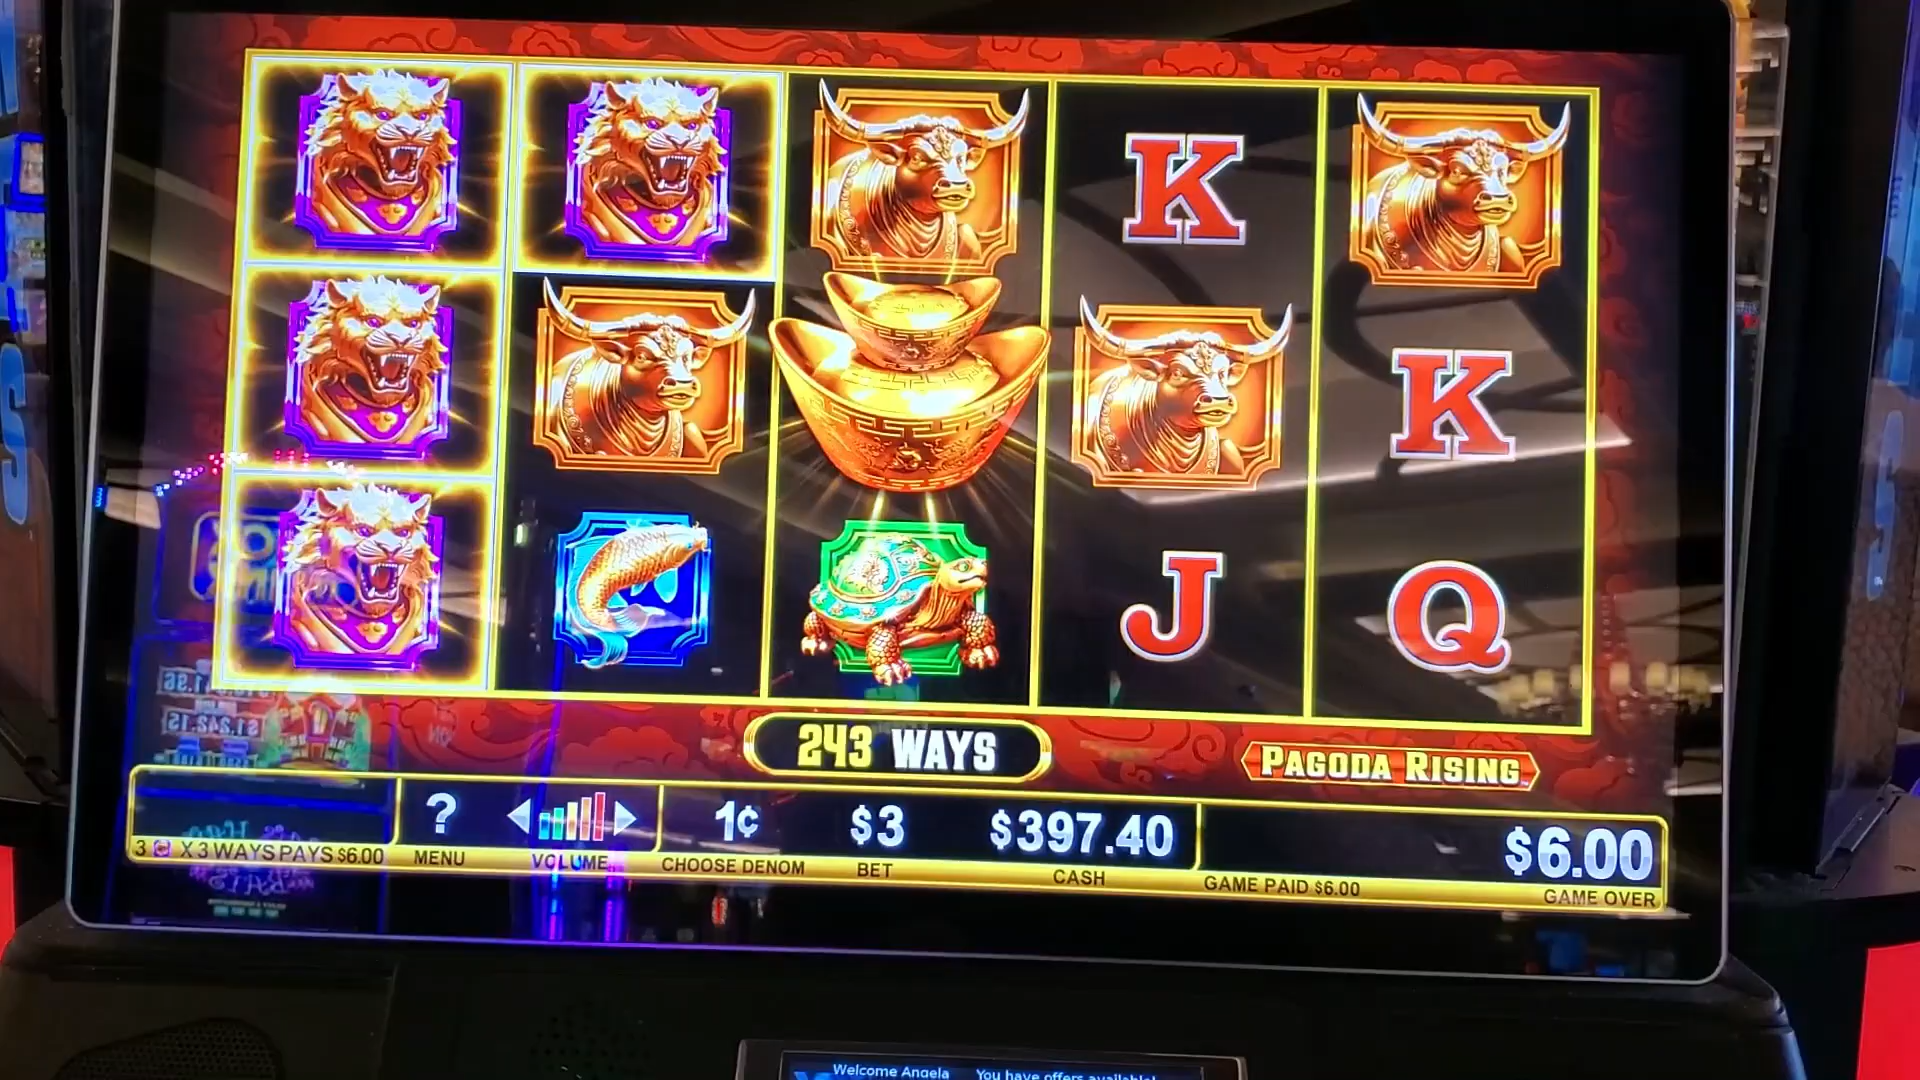 K
K
J
Q
243 WAYS
PAGODA RISING
?
1¢
$3
$397.40
$6.00
3 X 3 WAYS PAYS $6.00
MENU
VOLUME
CHOOSE DENOM
BET
CASH
GAME PAID $6.00
GAME OVER
Welcome Angela
You have offers available!